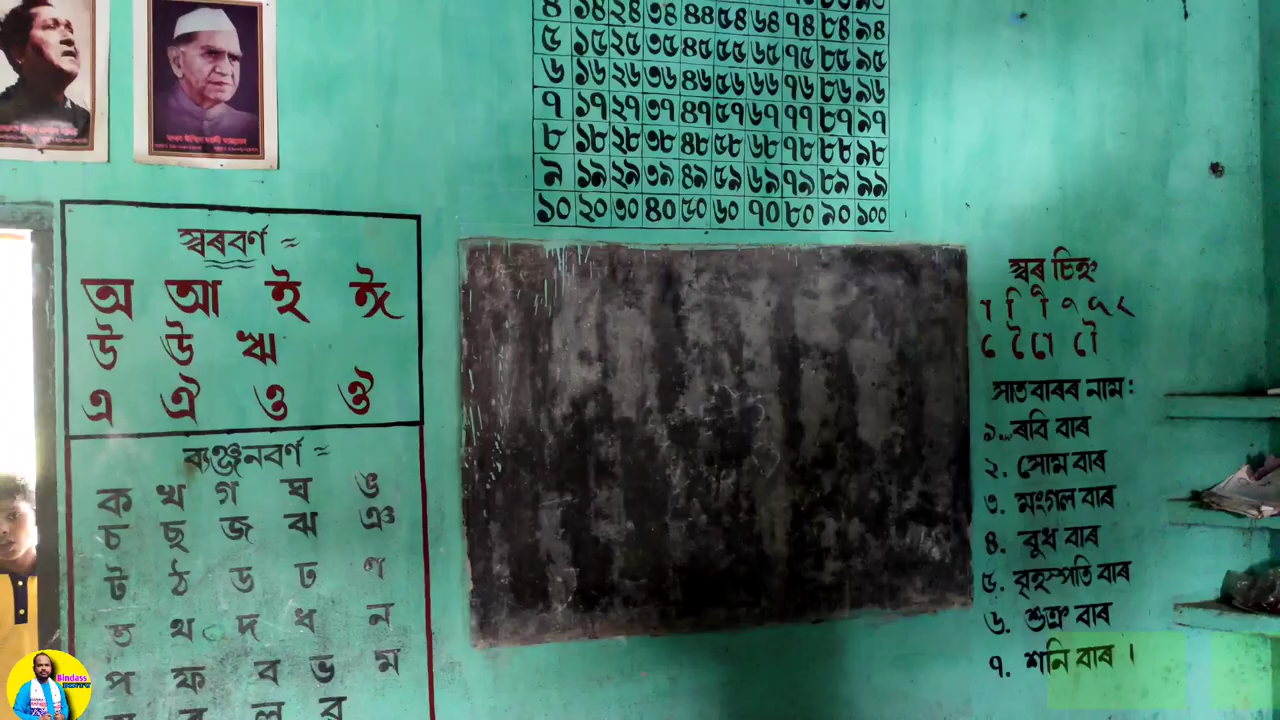 ৪ ১৪ ২৪ ৩৪ ৪৪ ৫৪ ৬৪ ৭৪ ৮৪ ৯৪
৫ ১৫ ২৫ ৩৫ ৪৫ ৫৫ ৬৫ ৭৫ ৮৫ ৯৫
৬ ১৬ ২৬ ৩৬ ৪৬ ৫৬ ৬৬ ৭৬ ৮৬ ৯৬
৭ ১৭ ২৭ ৩৭ ৪৭ ৫৭ ৬৭ ৭৭ ৮৭ ৯৭
৮ ১৮ ২৮ ৩৮ ৪৮ ৫৮ ৬৮ ৭৮ ৮৮ ৯৮
৯ ১৯ ২৯ ৩৯ ৪৯ ৫৯ ৬৯ ৭৯ ৮৯ ৯৯
১০ ২০ ৩০ ৪০ ৫০ ৬০ ৭০ ৮০ ৯০ ১০০
স্বৰবৰ্ণ
অ আ ই ঈ
উ ঊ ঋ
এ ঐ ও ঔ
ব্যঞ্জনবৰ্ণ
ক খ গ ঘ ঙ
চ ছ জ ঝ ঞ
ট ঠ ড ঢ ণ
ত থ দ ধ ন
প ফ ব ভ ম
স্বৰ চিহ্ন
া ি ী ু ূ ৃ
ে ৈ ো ৌ
সাত বাৰৰ নাম :
১. ৰবি বাৰ
২. সোম বাৰ
৩. মংগল বাৰ
৪. বুধ বাৰ
৫. বৃহস্পতি বাৰ
৬. শুক্ৰ বাৰ
৭. শনি বাৰ ।
Bindass